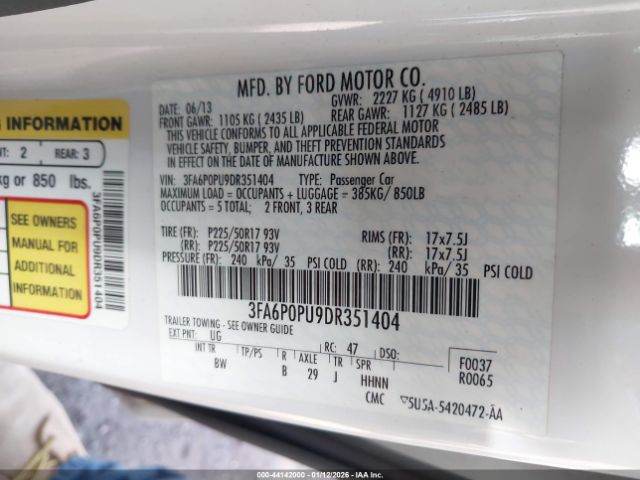 G INFORMATION
NT: 2 REAR: 3
kg or 850 lbs.
SEE OWNERS
MANUAL FOR
ADDITIONAL
INFORMATION
3FA6P0PU9DR351404
MFD. BY FORD MOTOR CO.
DATE: 06/13 GVWR: 2227 KG ( 4910 LB)
FRONT GAWR: 1105 KG ( 2435 LB) REAR GAWR: 1127 KG ( 2485 LB)
THIS VEHICLE CONFORMS TO ALL APPLICABLE FEDERAL MOTOR
VEHICLE SAFETY, BUMPER, AND THEFT PREVENTION STANDARDS
IN EFFECT ON THE DATE OF MANUFACTURE SHOWN ABOVE.
VIN: 3FA6P0PU9DR351404 TYPE: Passenger Car
MAXIMUM LOAD = OCCUPANTS + LUGGAGE = 385KG/ 850LB
OCCUPANTS = 5 TOTAL; 2 FRONT, 3 REAR
TIRE (FR): P225/50R17 93V RIMS (FR): 17x7.5J
(RR): P225/50R17 93V (RR): 17x7.5J
PRESSURE (FR): 240 kPa/ 35 PSI COLD (RR): 240 kPa/ 35 PSI COLD
3FA6P0PU9DR351404
TRAILER TOWING - SEE OWNER GUIDE
EXT PNT: UG RC: 47 DSO: F0037
INT TR TP/PS R AXLE TR SPR R0065
BW B 29 J HHNN
CMC 5U5A-5420472-AA
000-44142000 - 01/12/2026 - IAA Inc.